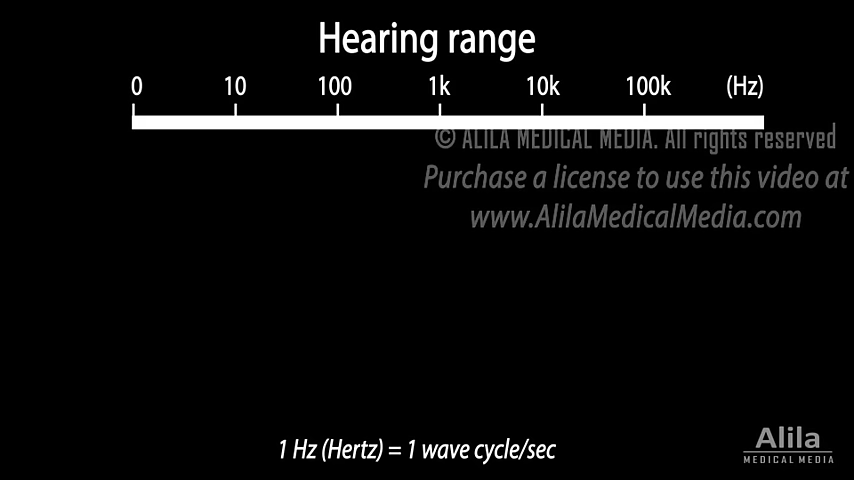 Hearing range
0 10 100 1k 10k 100k (Hz)
© ALILA MEDICAL MEDIA. All rights reserved
Purchase a license to use this video at
www.AlilaMedicalMedia.com
1 Hz (Hertz) = 1 wave cycle/sec
Alila
MEDICAL MEDIA